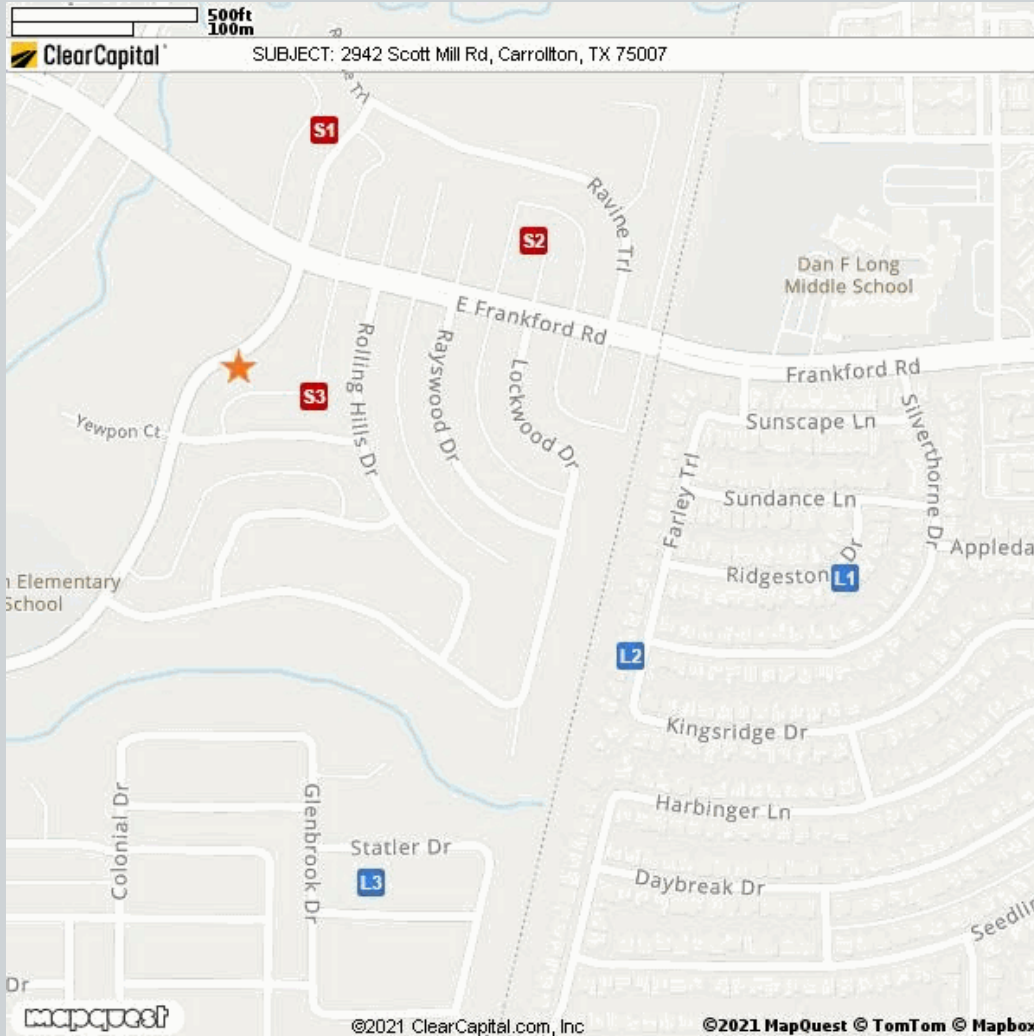 500ft
100m
ClearCapital
SUBJECT: 2942 Scott Mill Rd, Carrollton, TX 75007
Trl
S1
Ravine Trl
S2
Dan F Long
Middle School
E Frankford Rd
Frankford Rd
Rolling Hills Dr
Rayswood Dr
Lockwood Dr
S3
Yewpon Ct
Sunscape Ln
Silverthorne Dr
Farley Trl
Sundance Ln
Appleda
Ridgeston
Dr
L1
n Elementary
School
L2
Kingsridge Dr
Harbinger Ln
Colonial Dr
Glenbrook Dr
Statler Dr
L3
Daybreak Dr
Seedlin
Dr
mapquest
©2021 ClearCapital.com, Inc
©2021 MapQuest © TomTom © Mapbox